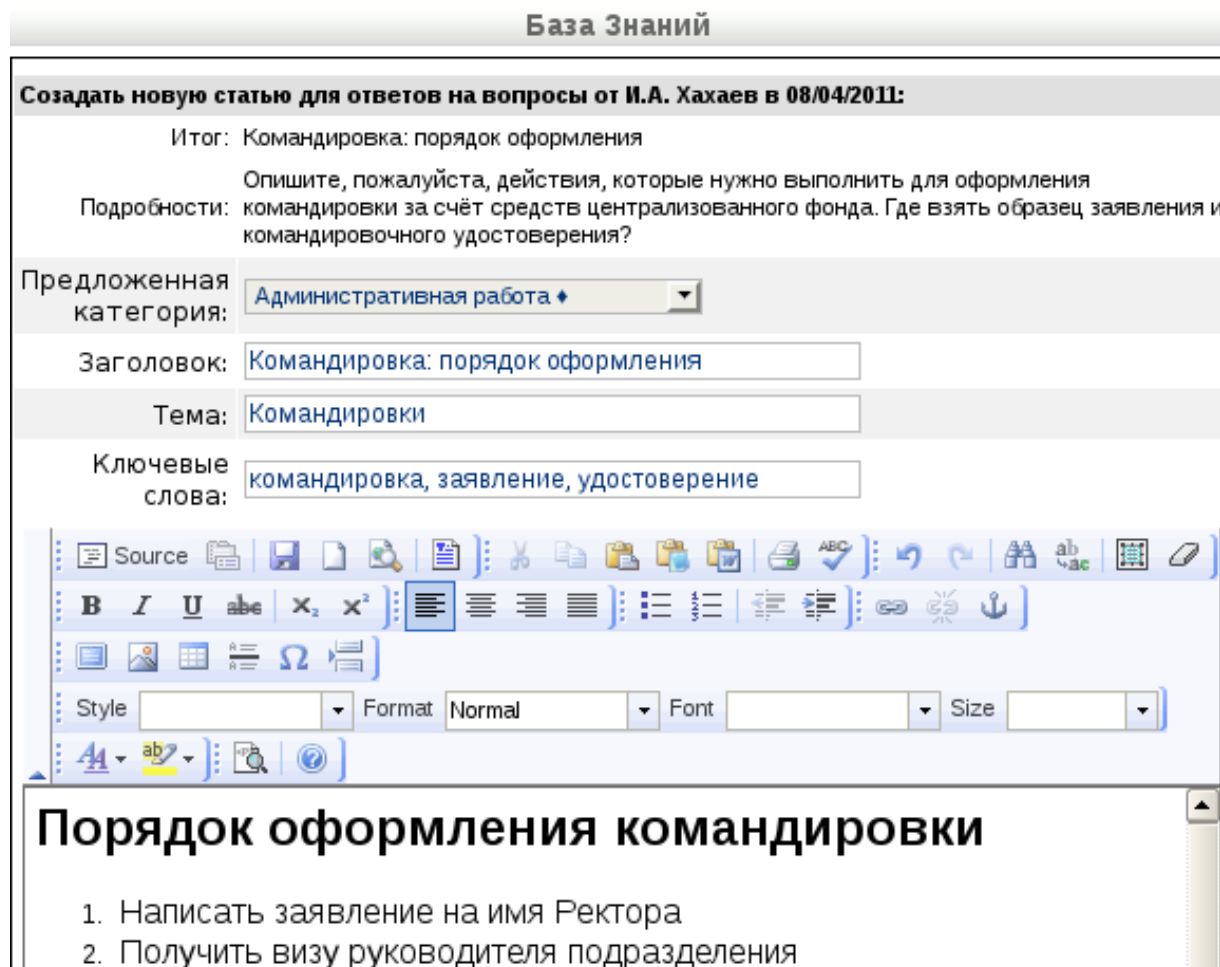 База Знаний
Созадать новую статью для ответов на вопросы от И.А. Хахаев в 08/04/2011:
Итог: Командировка: порядок оформления
Опишите, пожалуйста, действия, которые нужно выполнить для оформления
Подробности: командировки за счёт средств централизованного фонда. Где взять образец заявления и
командировочного удостоверения?
Предложенная
категория:
Административная работа ♦
Заголовок: Командировка: порядок оформления
Тема: Командировки
Ключевые
слова:
командировка, заявление, удостоверение
Source
Style Format Normal Font Size
Порядок оформления командировки
1. Написать заявление на имя Ректора
2. Получить визу руководителя подразделения